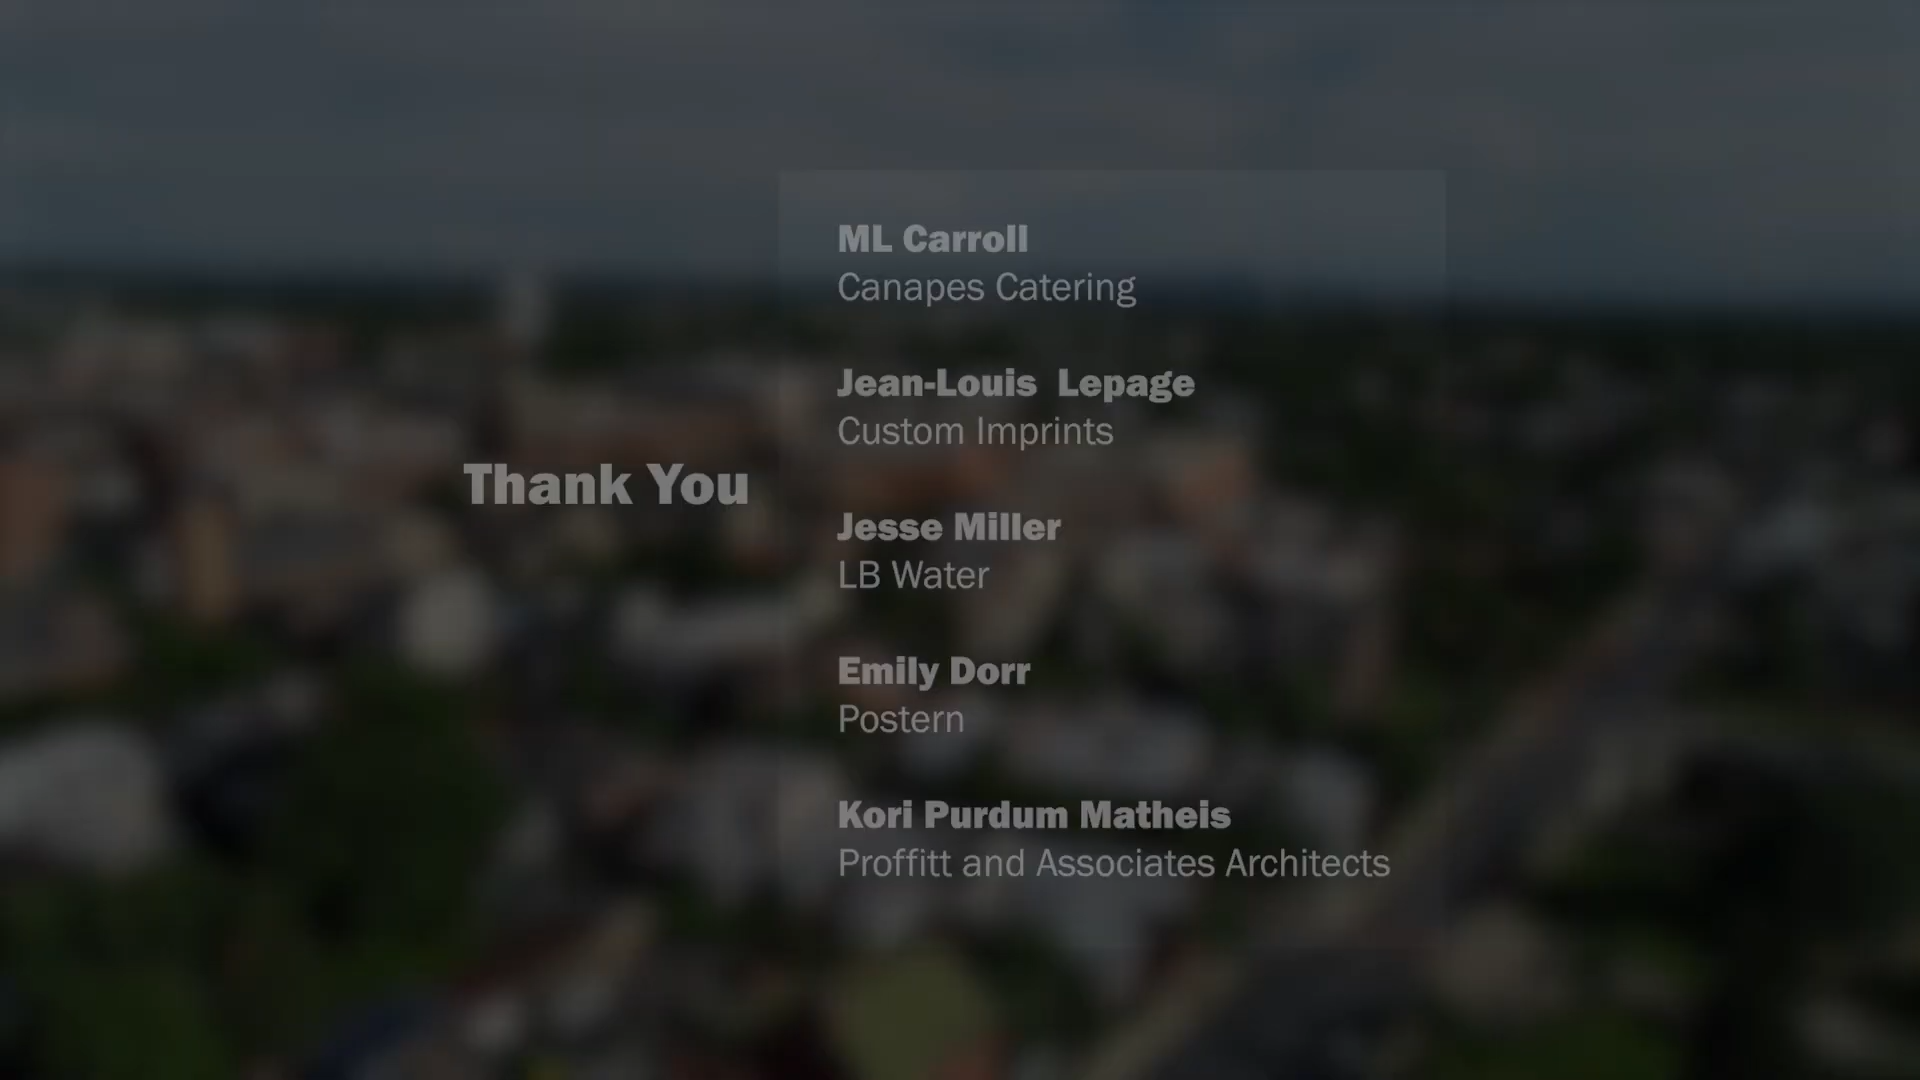 Thank You
ML Carroll
Canapes Catering
Jean-Louis  Lepage
Custom Imprints
Jesse Miller
LB Water
Emily Dorr
Postern
Kori Purdum Matheis
Proffitt and Associates Architects